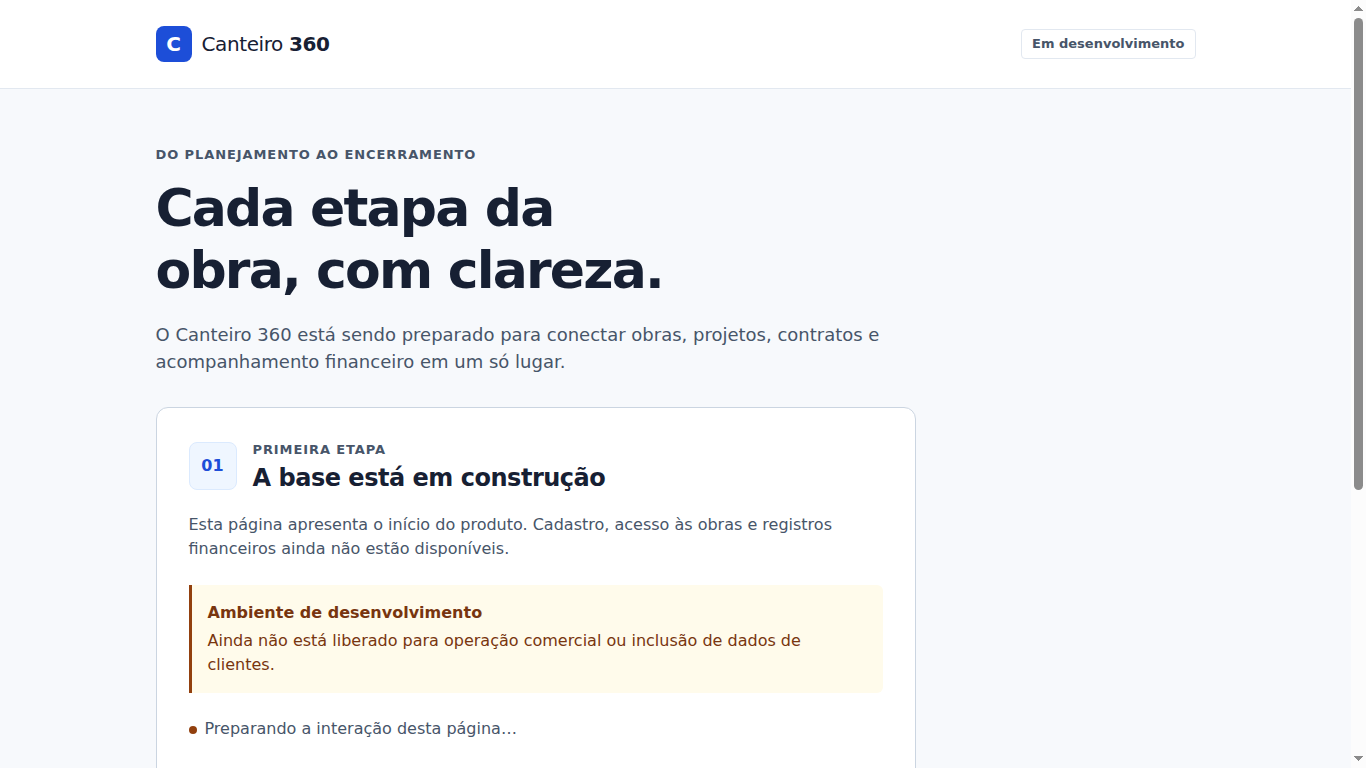 C Canteiro 360
Em desenvolvimento
DO PLANEJAMENTO AO ENCERRAMENTO
Cada etapa da
obra, com clareza.
O Canteiro 360 está sendo preparado para conectar obras, projetos, contratos e
acompanhamento financeiro em um só lugar.
01
PRIMEIRA ETAPA
A base está em construção
Esta página apresenta o início do produto. Cadastro, acesso às obras e registros
financeiros ainda não estão disponíveis.
Ambiente de desenvolvimento
Ainda não está liberado para operação comercial ou inclusão de dados de
clientes.
Preparando a interação desta página…